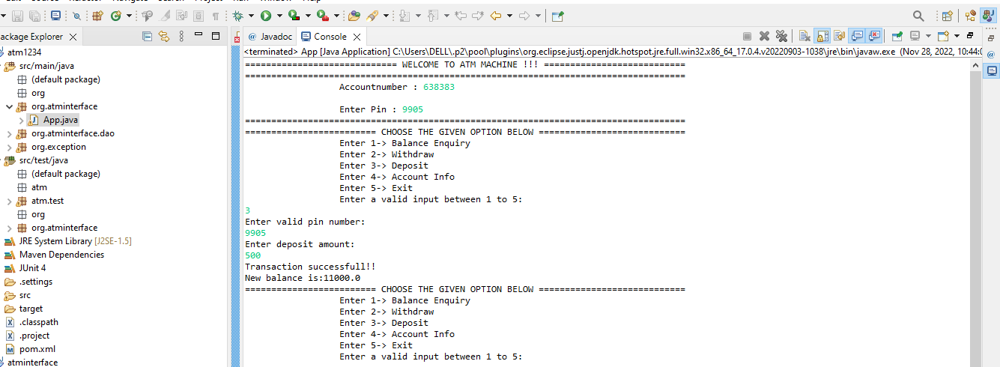 Package Explorer
atm1234
src/main/java
(default package)
org
org.atminterface
App.java
org.atminterface.dao
org.exception
src/test/java
(default package)
atm
atm.test
org
org.atminterface
JRE System Library [J2SE-1.5]
Maven Dependencies
JUnit 4
.settings
src
target
.classpath
.project
pom.xml
atminterface
@ Javadoc
Console
<terminated> App [Java Application] C:\Users\DELL\.p2\pool\plugins\org.eclipse.justj.openjdk.hotspot.jre.full.win32.x86_64_17.0.4.v20220903-1038\jre\bin\javaw.exe (Nov 28, 2022, 10:44:0
============================= WELCOME TO ATM MACHINE !!! ===========================
====================================================================================
Accountnumber : 638383
Enter Pin : 9905
====================================================================================
========================= CHOOSE THE GIVEN OPTION BELOW ============================
Enter 1-> Balance Enquiry
Enter 2-> Withdraw
Enter 3-> Deposit
Enter 4-> Account Info
Enter 5-> Exit
Enter a valid input between 1 to 5:
3
Enter valid pin number:
9905
Enter deposit amount:
500
Transaction successfull!!
New balance is:11000.0
========================= CHOOSE THE GIVEN OPTION BELOW ============================
Enter 1-> Balance Enquiry
Enter 2-> Withdraw
Enter 3-> Deposit
Enter 4-> Account Info
Enter 5-> Exit
Enter a valid input between 1 to 5: